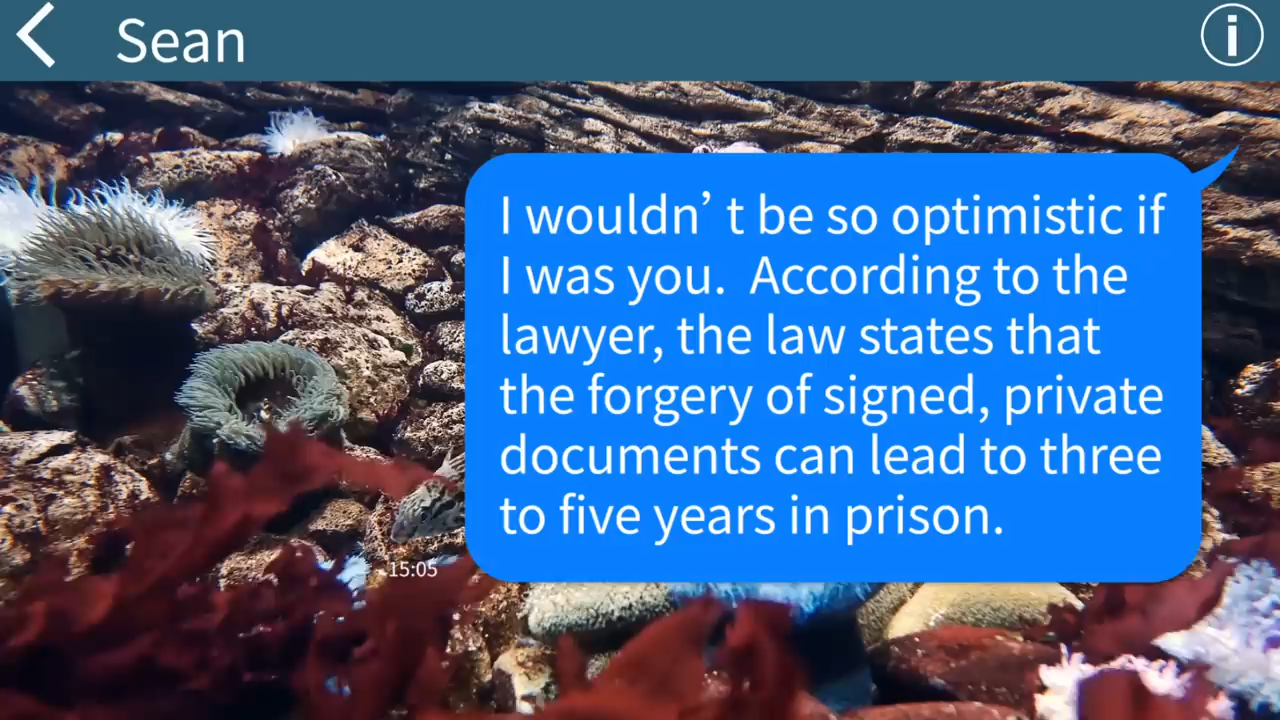 Sean
I wouldn’ t be so optimistic if
I was you.  According to the
lawyer, the law states that
the forgery of signed, private
documents can lead to three
to five years in prison.
15:05